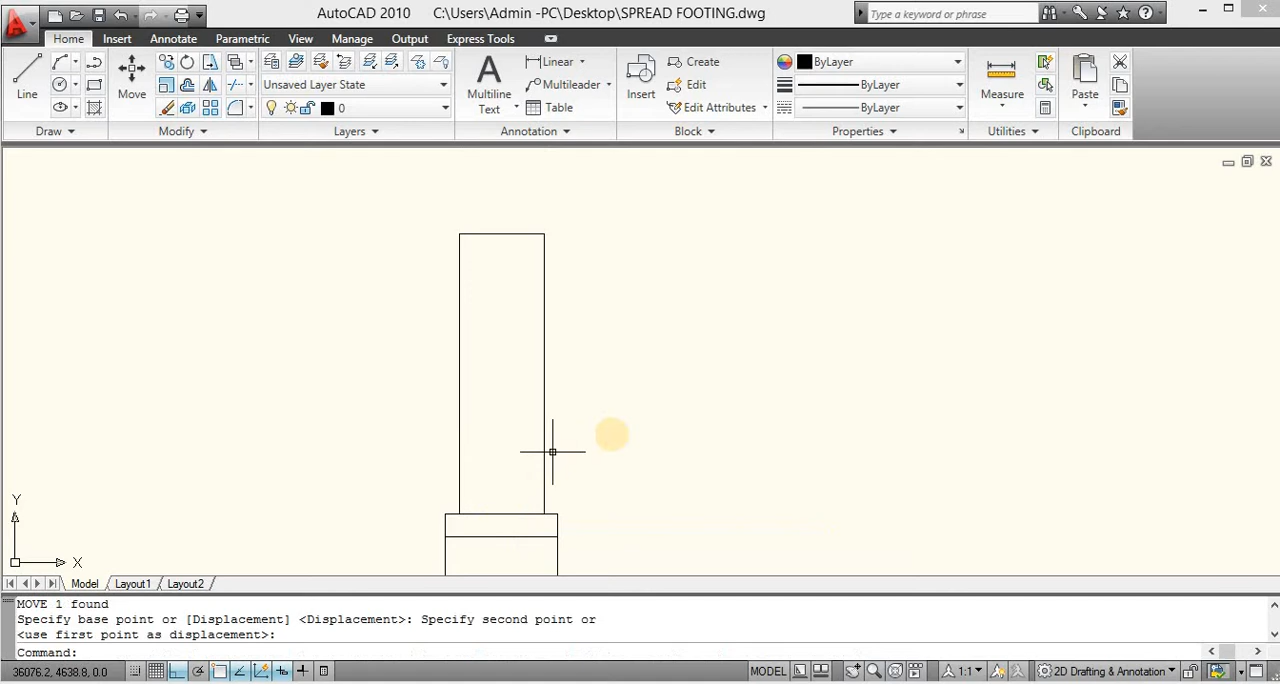 AutoCAD 2010 C:\Users\Admin -PC\Desktop\SPREAD FOOTING.dwg
Type a keyword or phrase
Home Insert Annotate Parametric View Manage Output Express Tools
Line
Move
Unsaved Layer State
0
Multiline
Text
Linear
Multileader
Table
Insert
Create
Edit
Edit Attributes
ByLayer
ByLayer
ByLayer
Measure
Paste
Draw
Modify
Layers
Annotation
Block
Properties
Utilities
Clipboard
Y
X
Model Layout1 Layout2
MOVE 1 found
Specify base point or [Displacement] <Displacement>: Specify second point or
<use first point as displacement>:
Command:
36076.2, 4638.8, 0.0
MODEL
1:1
2D Drafting & Annotation